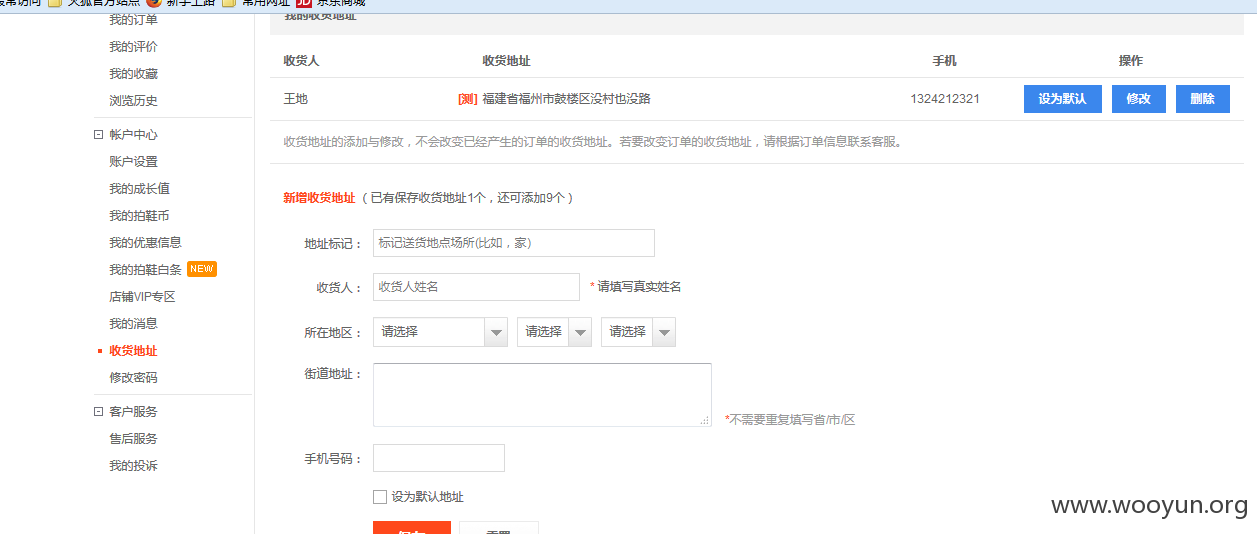 最常访问 火狐官方站点 新手上路 常用网址 JD 京东商城
我的订单
我的评价
我的收藏
浏览历史
帐户中心
账户设置
我的成长值
我的拍鞋币
我的优惠信息
我的拍鞋白条 NEW
店铺VIP专区
我的消息
收货地址
修改密码
客户服务
售后服务
我的投诉
我的收货地址
收货人 收货地址 手机 操作
王地 [测] 福建省福州市鼓楼区没村也没路 1324212321 设为默认 修改 删除
收货地址的添加与修改，不会改变已经产生的订单的收货地址。若要改变订单的收货地址，请根据订单信息联系客服。
新增收货地址（已有保存收货地址1个，还可添加9个）
地址标记： 标记送货地点场所(比如，家）
收货人： 收货人姓名 * 请填写真实姓名
所在地区： 请选择 请选择 请选择
街道地址： *不需要重复填写省/市/区
手机号码：
设为默认地址
保存 重置
www.wooyun.org